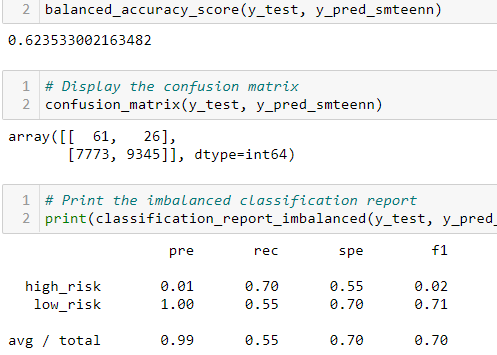 2 balanced_accuracy_score(y_test, y_pred_smteenn)
0.623533002163482
1 # Display the confusion matrix
2 confusion_matrix(y_test, y_pred_smteenn)
array([[  61,   26],
       [7773, 9345]], dtype=int64)
1 # Print the imbalanced classification report
2 print(classification_report_imbalanced(y_test, y_pred_
pre rec spe f1
high_risk 0.01 0.70 0.55 0.02
low_risk 1.00 0.55 0.70 0.71
avg / total 0.99 0.55 0.70 0.70